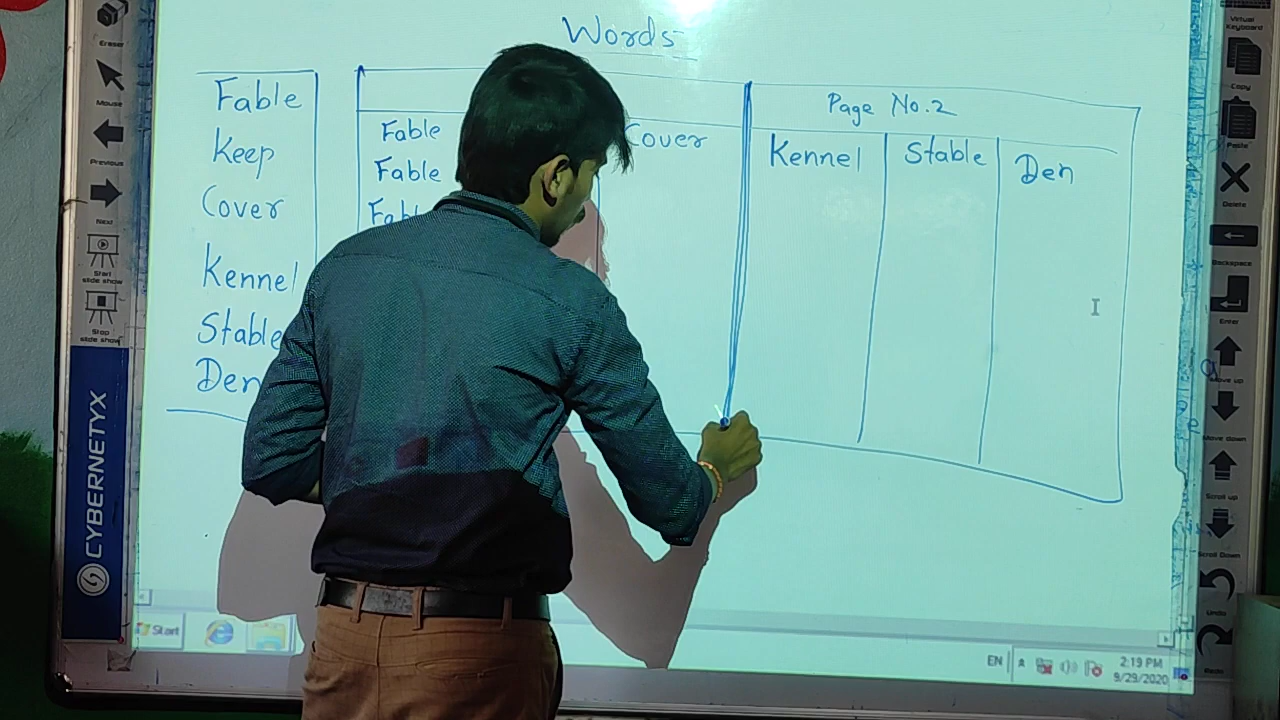 Words
Fable
Keep
Cover
Kennel
Stable
Den
Fable
Fable
Cover
Page No.2
Kennel
Stable
Den
Eraser
Mouse
Previous
Next
Start
slide show
Stop
slide show
CYBERNETYX
Virtual
Keyboard
Copy
Paste
Delete
Backspace
Enter
Move up
Move down
Scroll up
Scroll Down
Undo
Start
EN
2:19 PM
9/29/2020